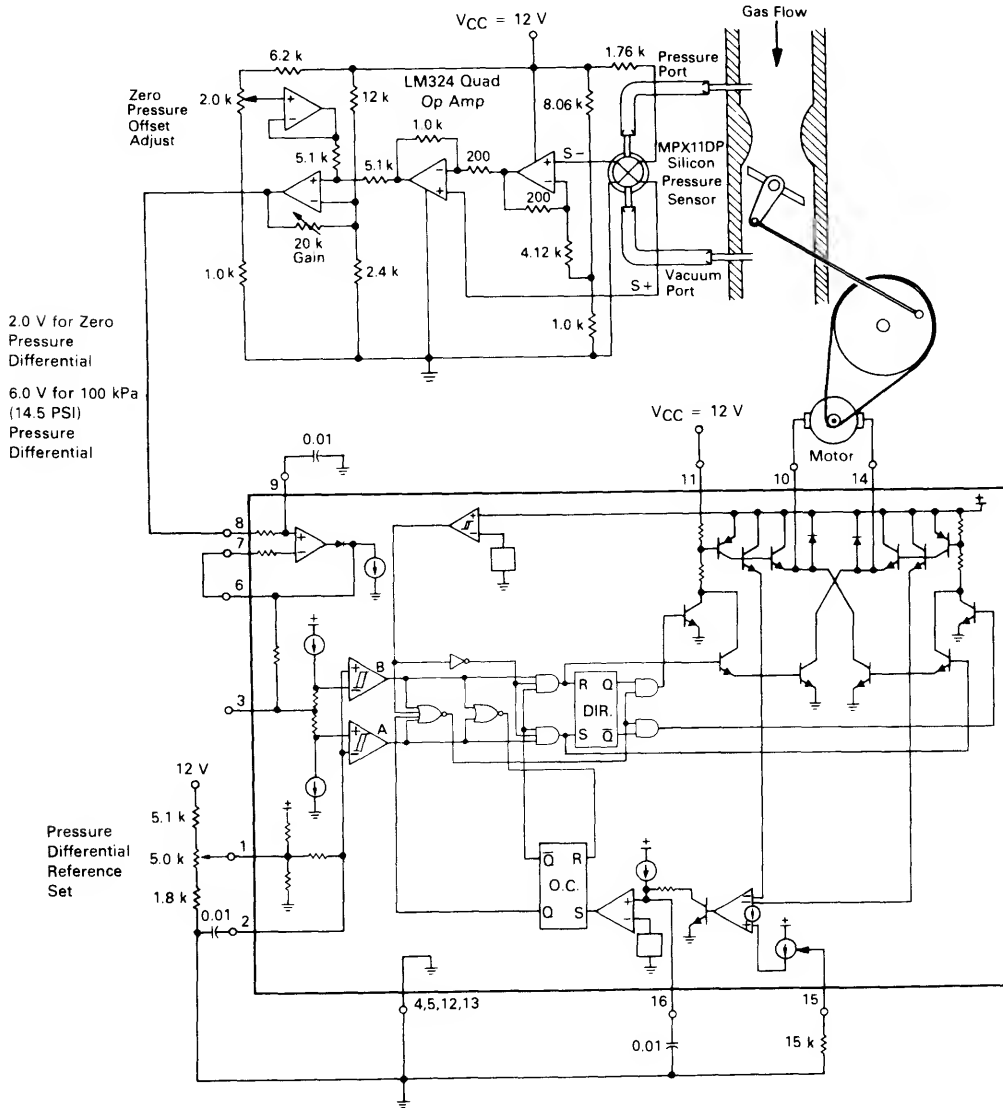 Gas Flow
VCC = 12 V
6.2 k
1.76 k
Pressure
Port
LM324 Quad
Op Amp
Zero
Pressure
Offset
Adjust
2.0 k
12 k
8.06 k
1.0 k
MPX11DP
Silicon
Pressure
Sensor
5.1 k
5.1 k
200
S−
200
20 k
Gain
4.12 k
1.0 k
2.4 k
Vacuum
Port
S+
1.0 k
2.0 V for Zero
Pressure
Differential
6.0 V for 100 kPa
(14.5 PSI)
Pressure
Differential
VCC = 12 V
Motor
0.01
9
11
10
14
8
7
6
3
B
A
R
Q
DIR.
S
Q̅
12 V
5.1 k
Pressure
Differential
Reference
Set
5.0 k
1
1.8 k
0.01
2
Q̅
R
O.C.
Q
S
4,5,12,13
16
15
0.01
15 k